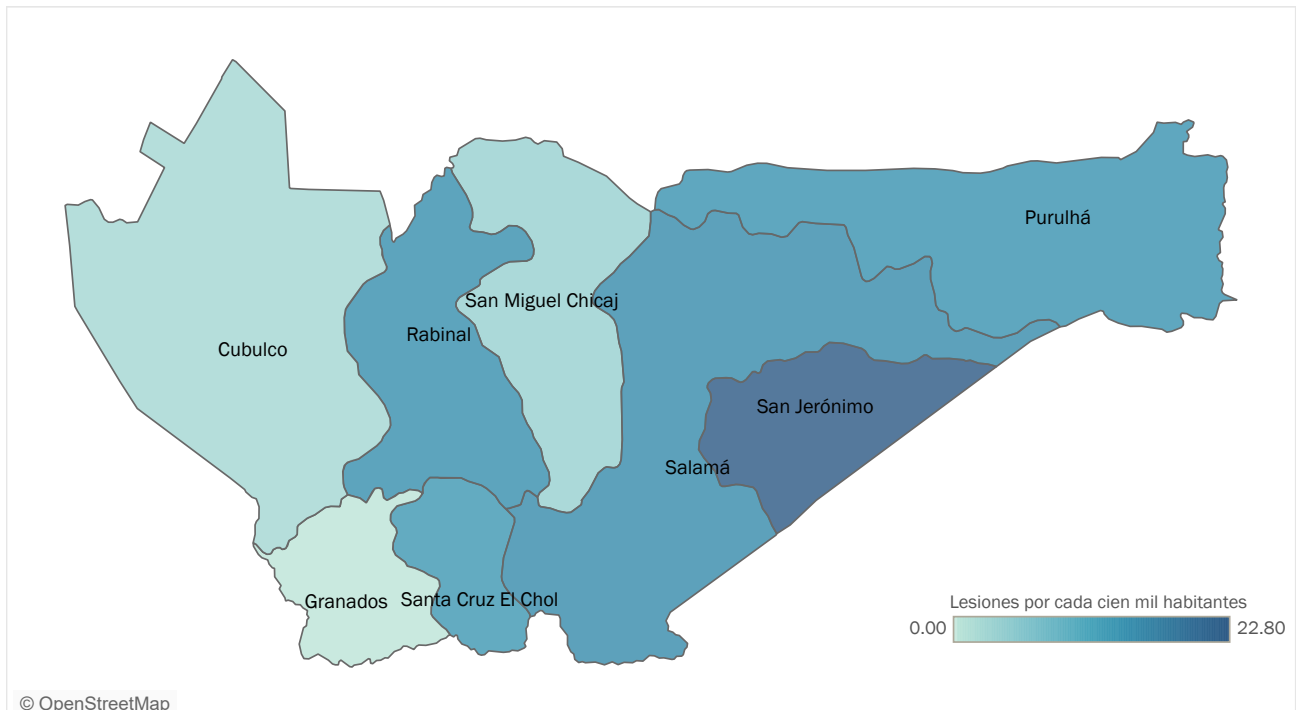 Purulhá
San Miguel Chicaj
Rabinal
Cubulco
San Jerónimo
Salamá
Granados
Santa Cruz El Chol
Lesiones por cada cien mil habitantes
0.00
22.80
© OpenStreetMap